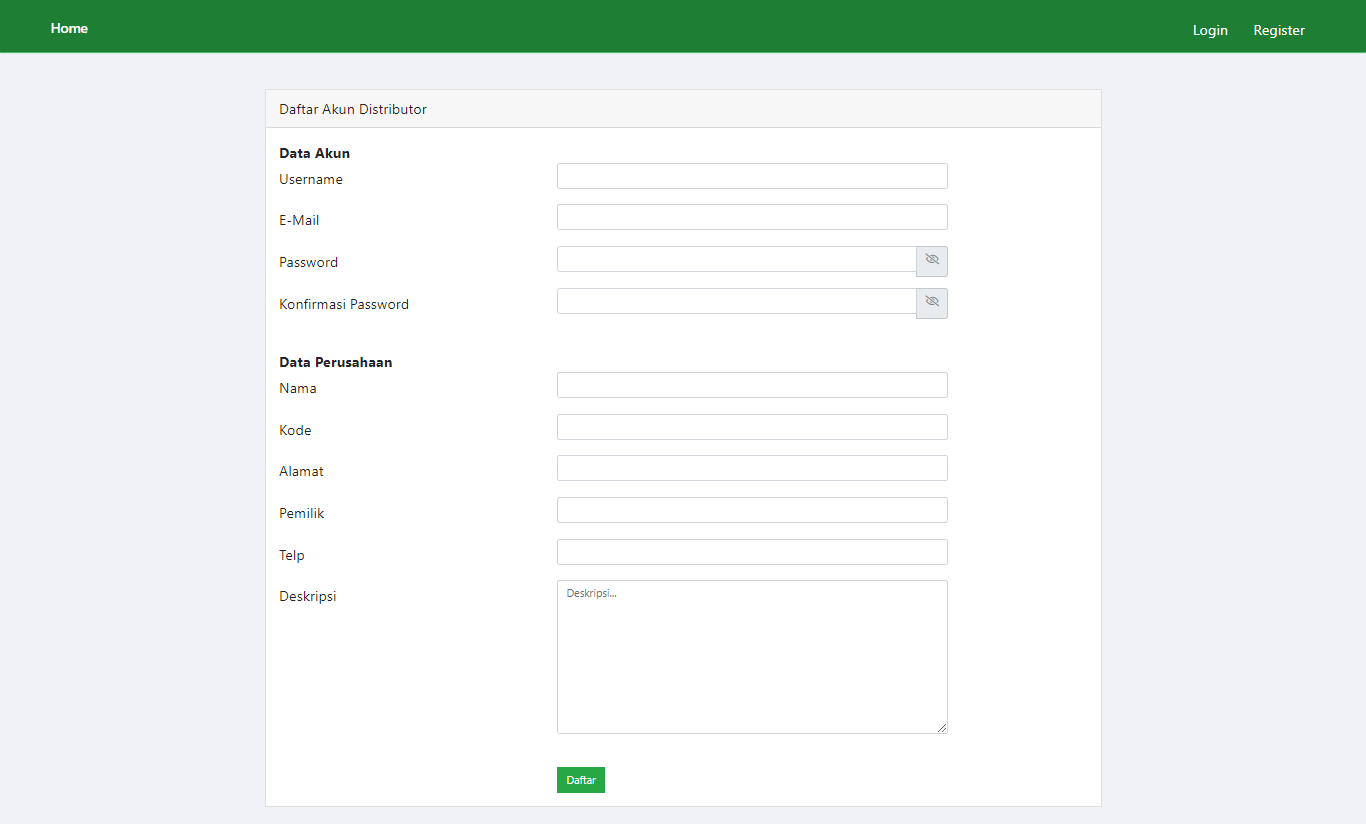 Home
Login Register
Daftar Akun Distributor
Data Akun
Username
E-Mail
Password
Konfirmasi Password
Data Perusahaan
Nama
Kode
Alamat
Pemilik
Telp
Deskripsi
Deskripsi...
Daftar